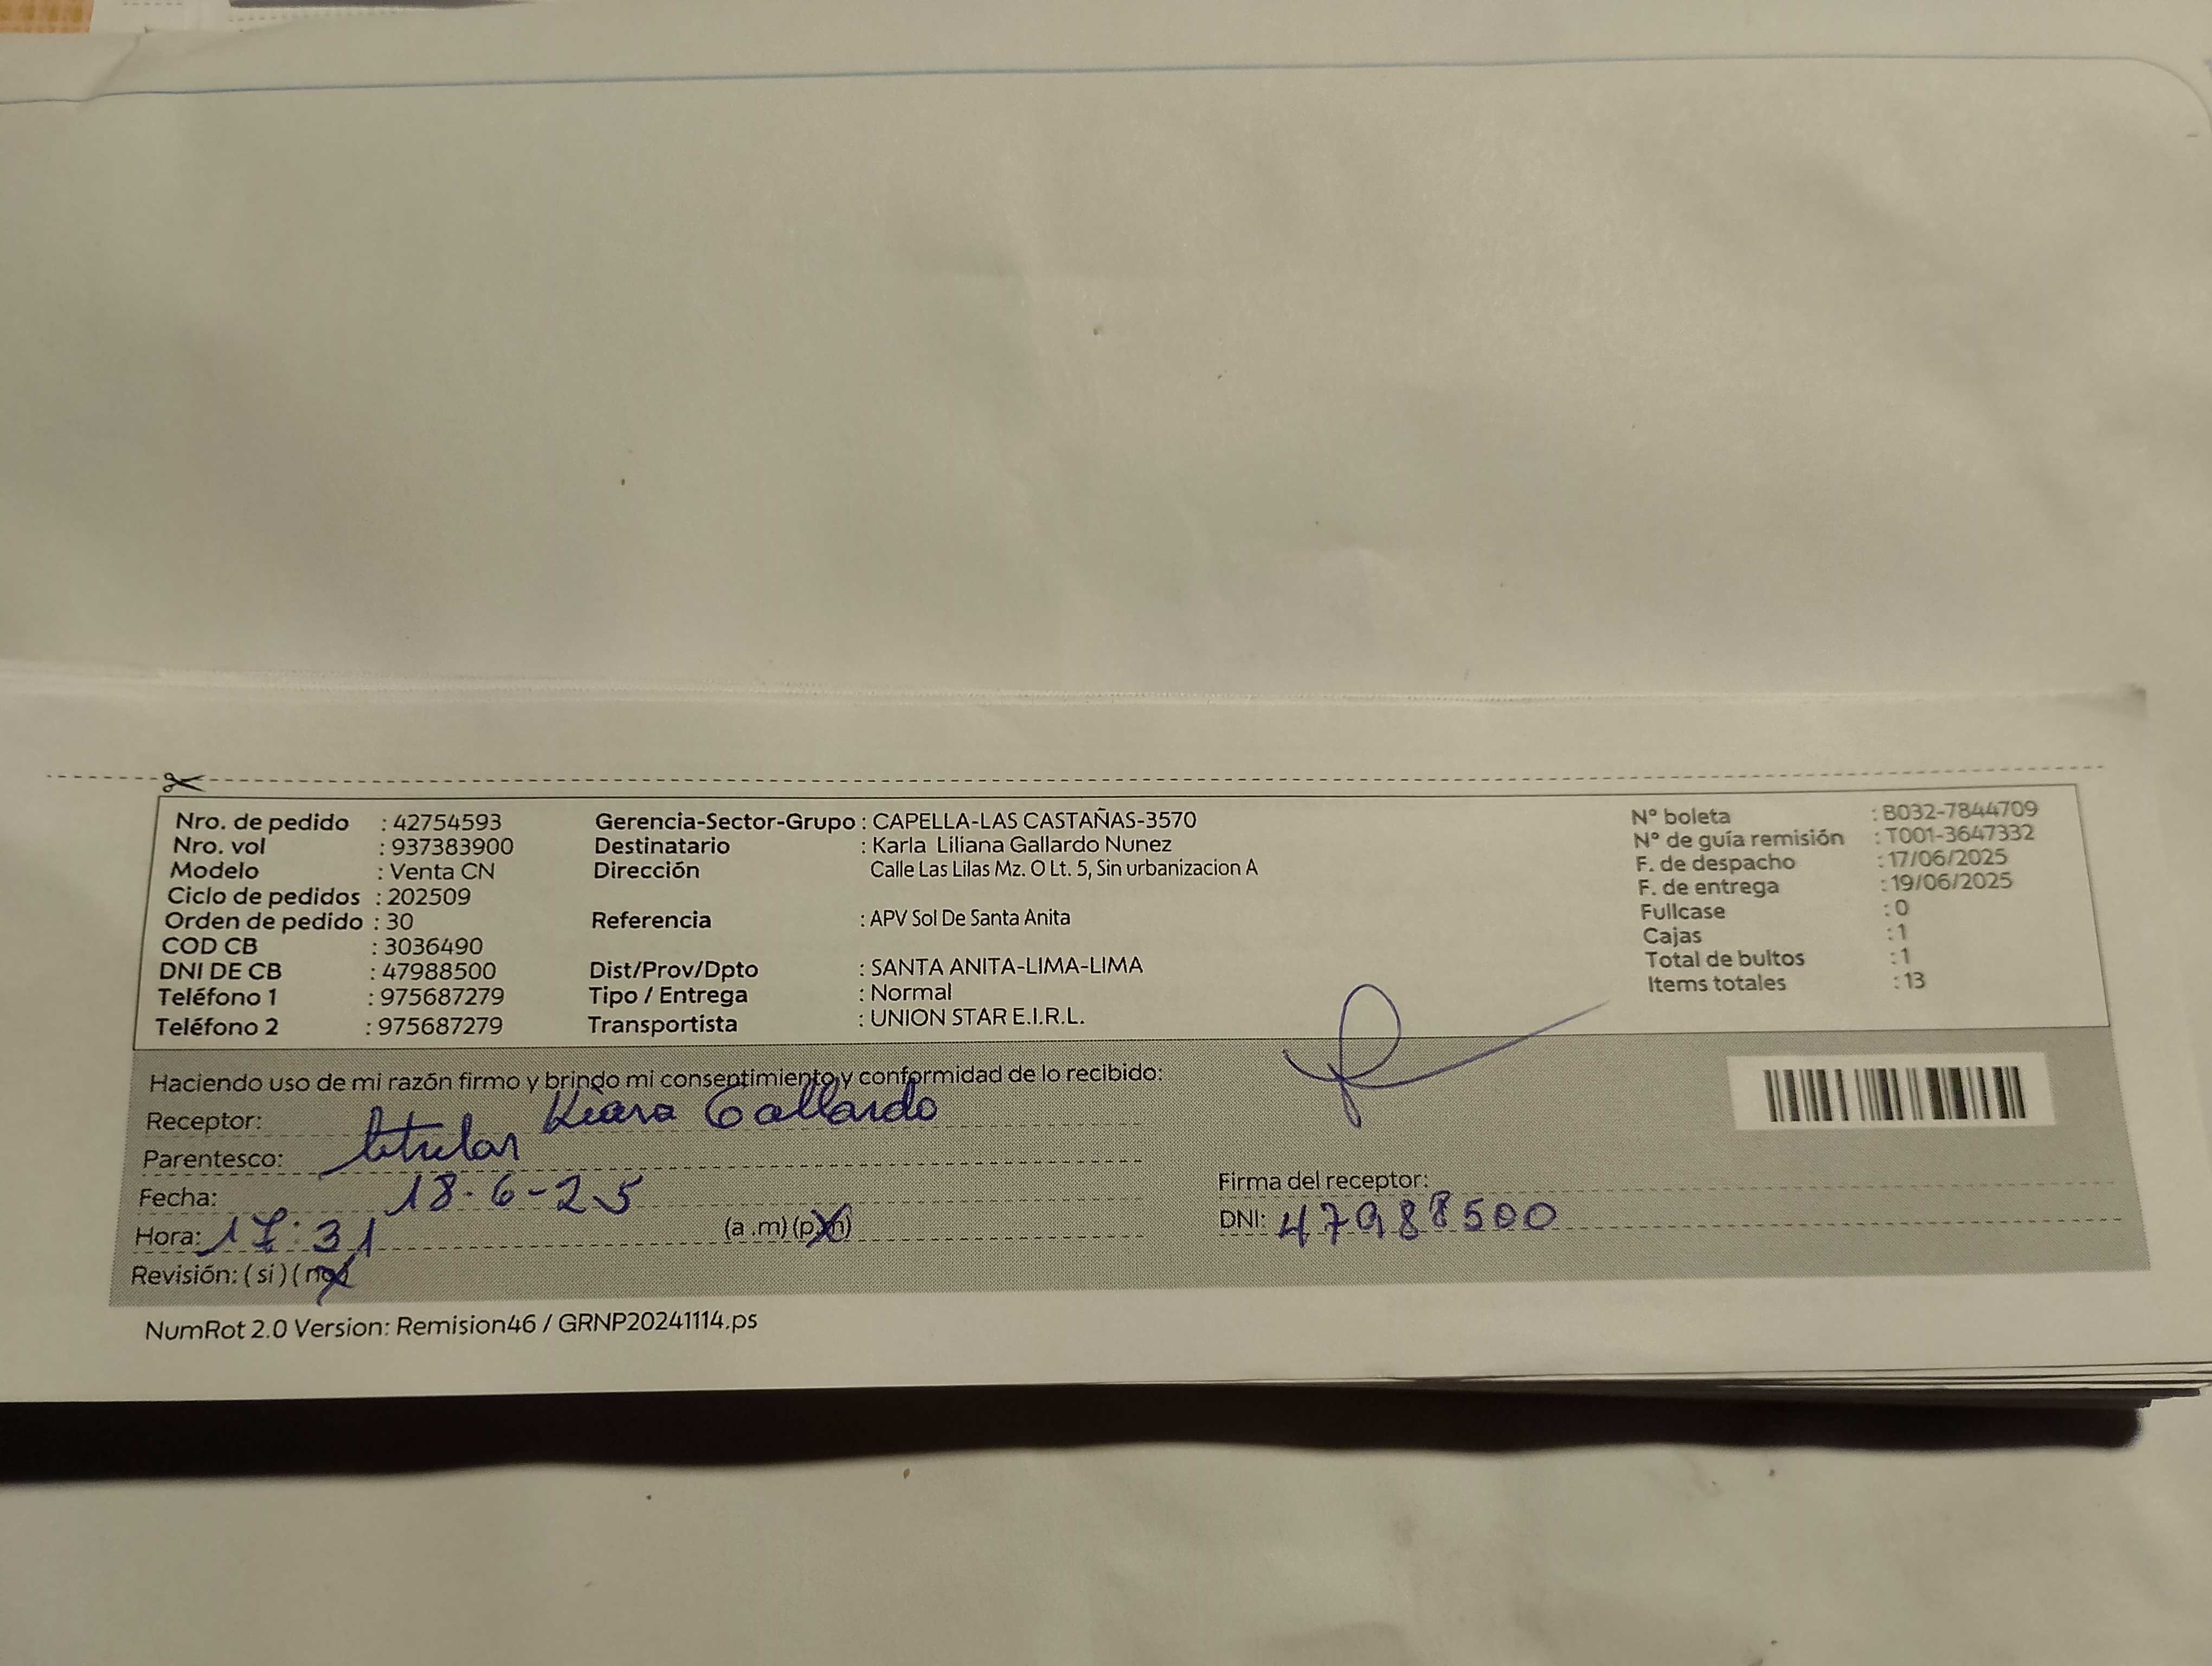 Nro. de pedido : 42754593
Nro. vol : 937383900
Modelo : Venta CN
Ciclo de pedidos : 202509
Orden de pedido : 30
COD CB : 3036490
DNI DE CB : 47988500
Teléfono 1 : 975687279
Teléfono 2 : 975687279
Gerencia-Sector-Grupo : CAPELLA-LAS CASTAÑAS-3570
Destinatario : Karla Liliana Gallardo Nunez
Dirección Calle Las Lilas Mz. O Lt. 5, Sin urbanizacion A
Referencia : APV Sol De Santa Anita
Dist/Prov/Dpto : SANTA ANITA-LIMA-LIMA
Tipo / Entrega : Normal
Transportista : UNION STAR E.I.R.L.
N° boleta : B032-7844709
N° de guía remisión : T001-3647332
F. de despacho : 17/06/2025
F. de entrega : 19/06/2025
Fullcase : 0
Cajas : 1
Total de bultos : 1
Items totales : 13
Haciendo uso de mi razón firmo y brindo mi consentimiento y conformidad de lo recibido:
Receptor: Kiara Gallardo
Parentesco: titular
Fecha: 18-6-25
Hora: 17:31 (a.m) (p.m)
Revisión: (si) (no)
Firma del receptor:
DNI: 47988500
NumRot 2.0 Version: Remision46 / GRNP20241114.ps